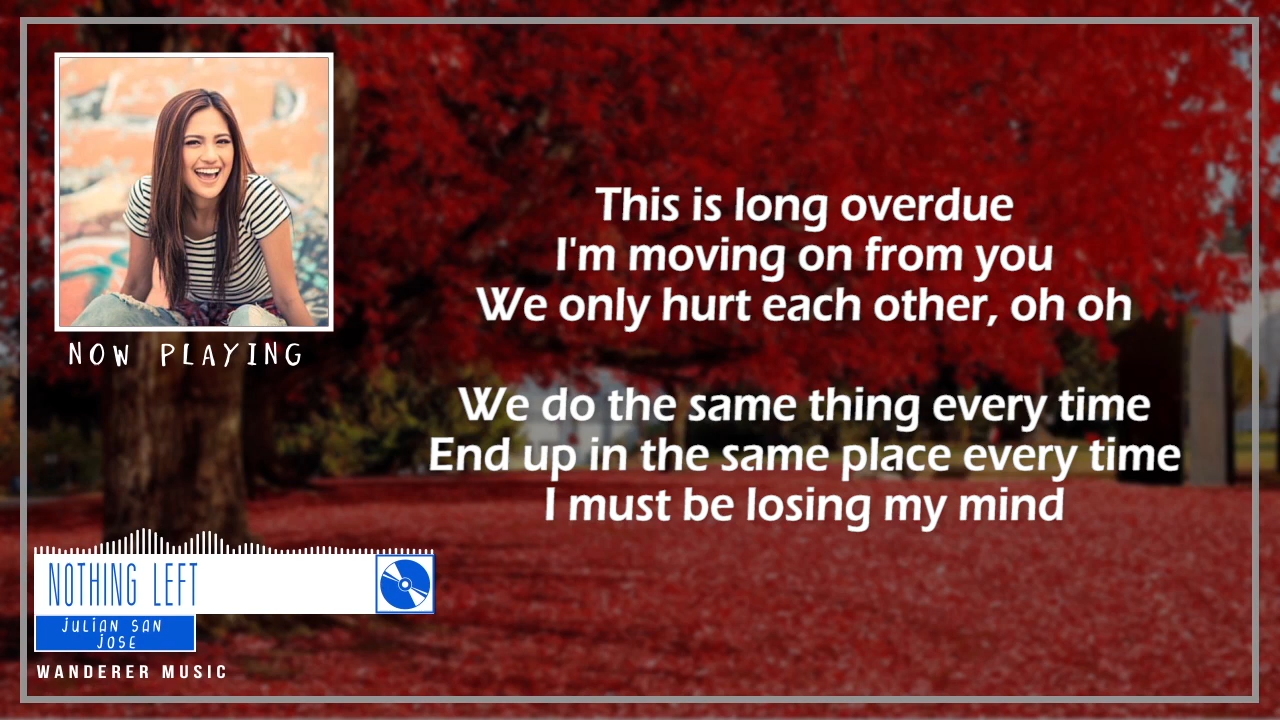 NOW PLAYING
This is long overdue
I'm moving on from you
We only hurt each other, oh oh
We do the same thing every time
End up in the same place every time
I must be losing my mind
NOTHING LEFT
JULIAN SAN
JOSE
WANDERER MUSIC